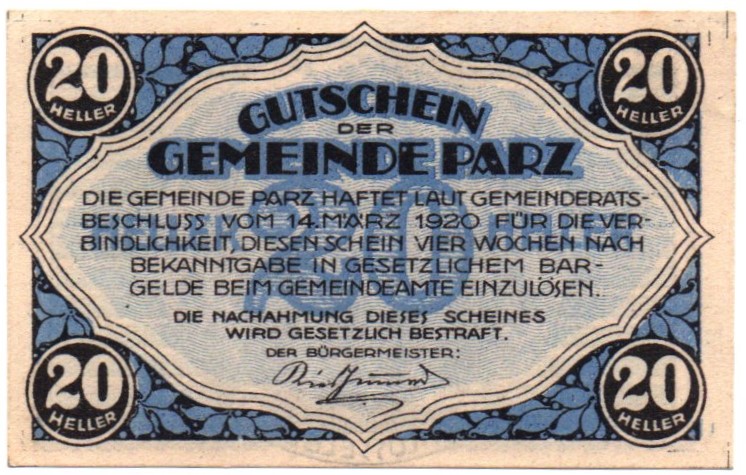 20
HELLER
20
HELLER
GUTSCHEIN
DER
GEMEINDE PARZ
DIE GEMEINDE PARZ HAFTET LAUT GEMEINDERATS-
BESCHLUSS VOM 14. MÄRZ 1920 FÜR DIE VER-
BINDLICHKEIT, DIESEN SCHEIN VIER WOCHEN NACH
BEKANNTGABE IN GESETZLICHEM BAR-
GELDE BEIM GEMEINDEAMTE EINZULÖSEN.
DIE NACHAHMUNG DIESES SCHEINES
WIRD GESETZLICH BESTRAFT.
DER BÜRGERMEISTER:
20
HELLER
20
HELLER